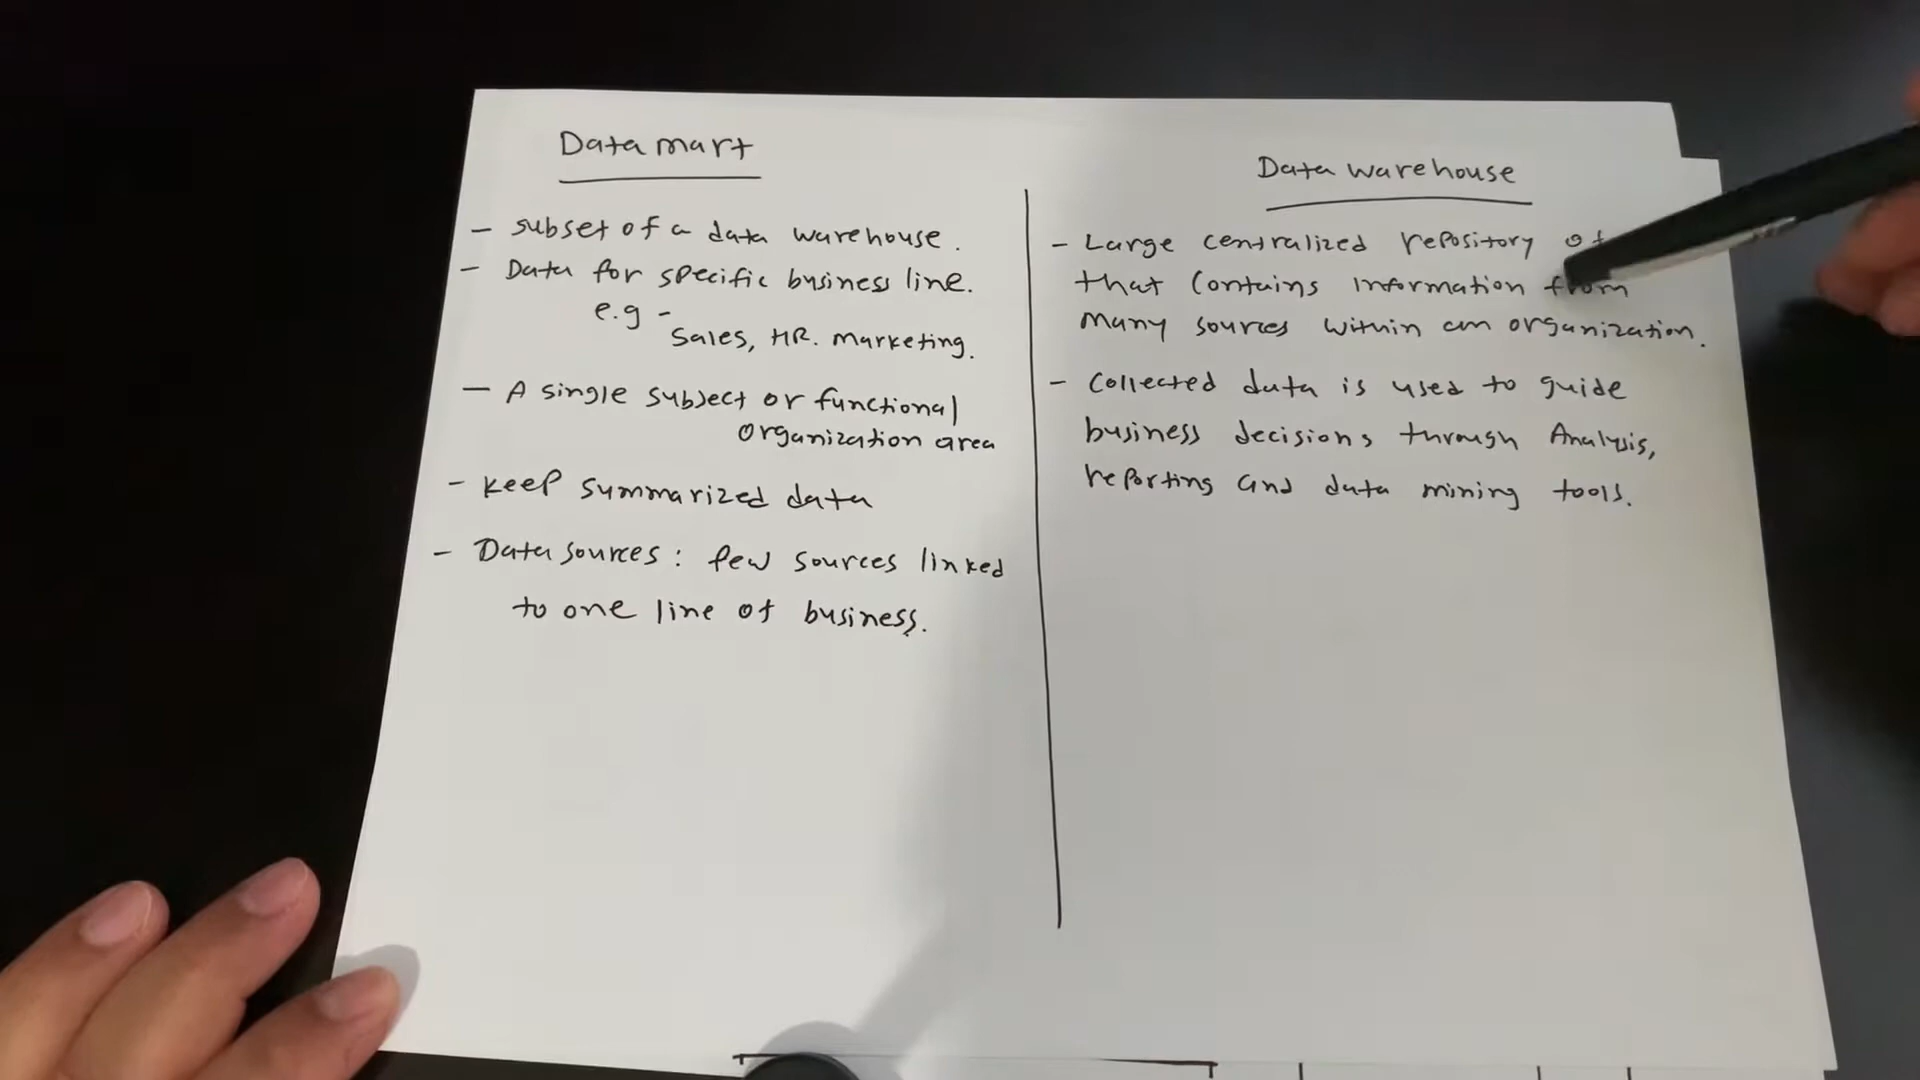 Data mart
- subset of a data warehouse.
- Data for specific business line.
e.g -
Sales, HR. marketing.
- A single subject or functional
organization area
- keep summarized data
- Data sources: few sources linked
to one line of business.
Data warehouse
- Large centralized repository of
that contains information from
many sources within an organization.
- Collected data is used to guide
business decisions through Analysis,
reporting and data mining tools.